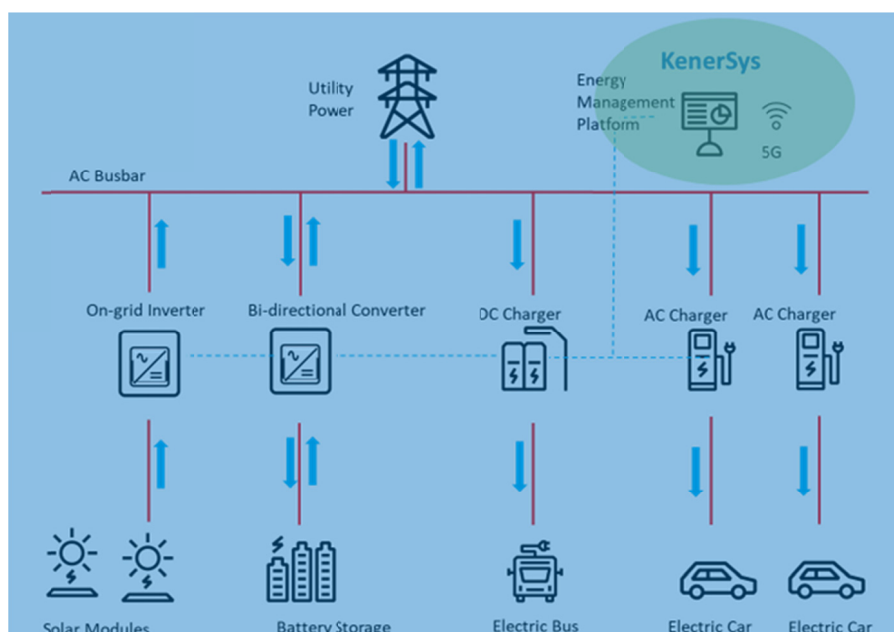 KenerSys
Utility
Power
Energy
Management
Platform
5G
AC Busbar
On-grid Inverter
Bi-directional Converter
DC Charger
AC Charger
AC Charger
Solar Modules
Battery Storage
Electric Bus
Electric Car
Electric Car